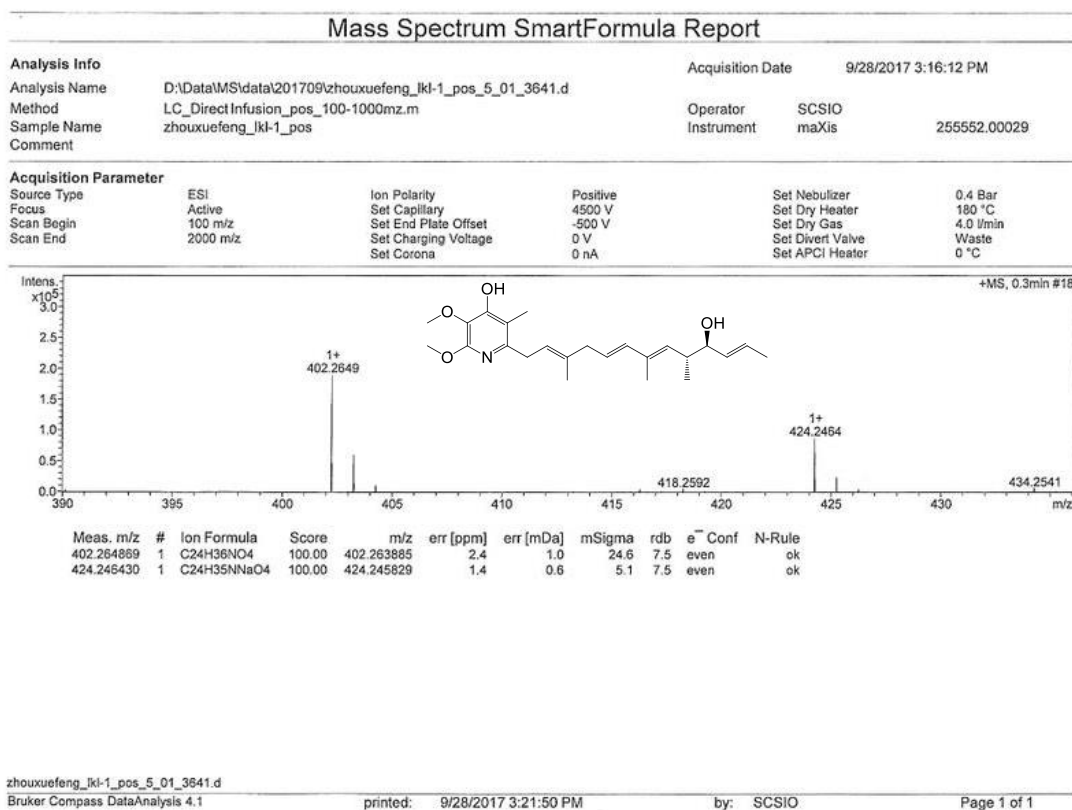 Mass Spectrum SmartFormula Report
Analysis Info
Acquisition Date 9/28/2017 3:16:12 PM
Analysis Name D:\Data\MS\data\201709\zhouxuefeng_lkl-1_pos_5_01_3641.d
Method LC_Direct Infusion_pos_100-1000mz.m
Operator SCSIO
Sample Name zhouxuefeng_lkl-1_pos
Instrument maXis 255552.00029
Comment
Acquisition Parameter
Source Type ESI Ion Polarity Positive Set Nebulizer 0.4 Bar
Focus Active Set Capillary 4500 V Set Dry Heater 180 °C
Scan Begin 100 m/z Set End Plate Offset -500 V Set Dry Gas 4.0 l/min
Scan End 2000 m/z Set Charging Voltage 0 V Set Divert Valve Waste
Set Corona 0 nA Set APCI Heater 0 °C
Intens.
x105
+MS, 0.3min #18
3.0
2.5
2.0
1.5
1.0
0.5
0.0
OH
O
O
N
OH
1+
402.2649
1+
424.2464
418.2592
434.2541
390 395 400 405 410 415 420 425 430 m/z
Meas. m/z # Ion Formula Score m/z err [ppm] err [mDa] mSigma rdb e⁻ Conf N-Rule
402.264869 1 C24H36NO4 100.00 402.263885 2.4 1.0 24.6 7.5 even ok
424.246430 1 C24H35NNaO4 100.00 424.245829 1.4 0.6 5.1 7.5 even ok
zhouxuefeng_lkl-1_pos_5_01_3641.d
Bruker Compass DataAnalysis 4.1 printed: 9/28/2017 3:21:50 PM by: SCSIO Page 1 of 1